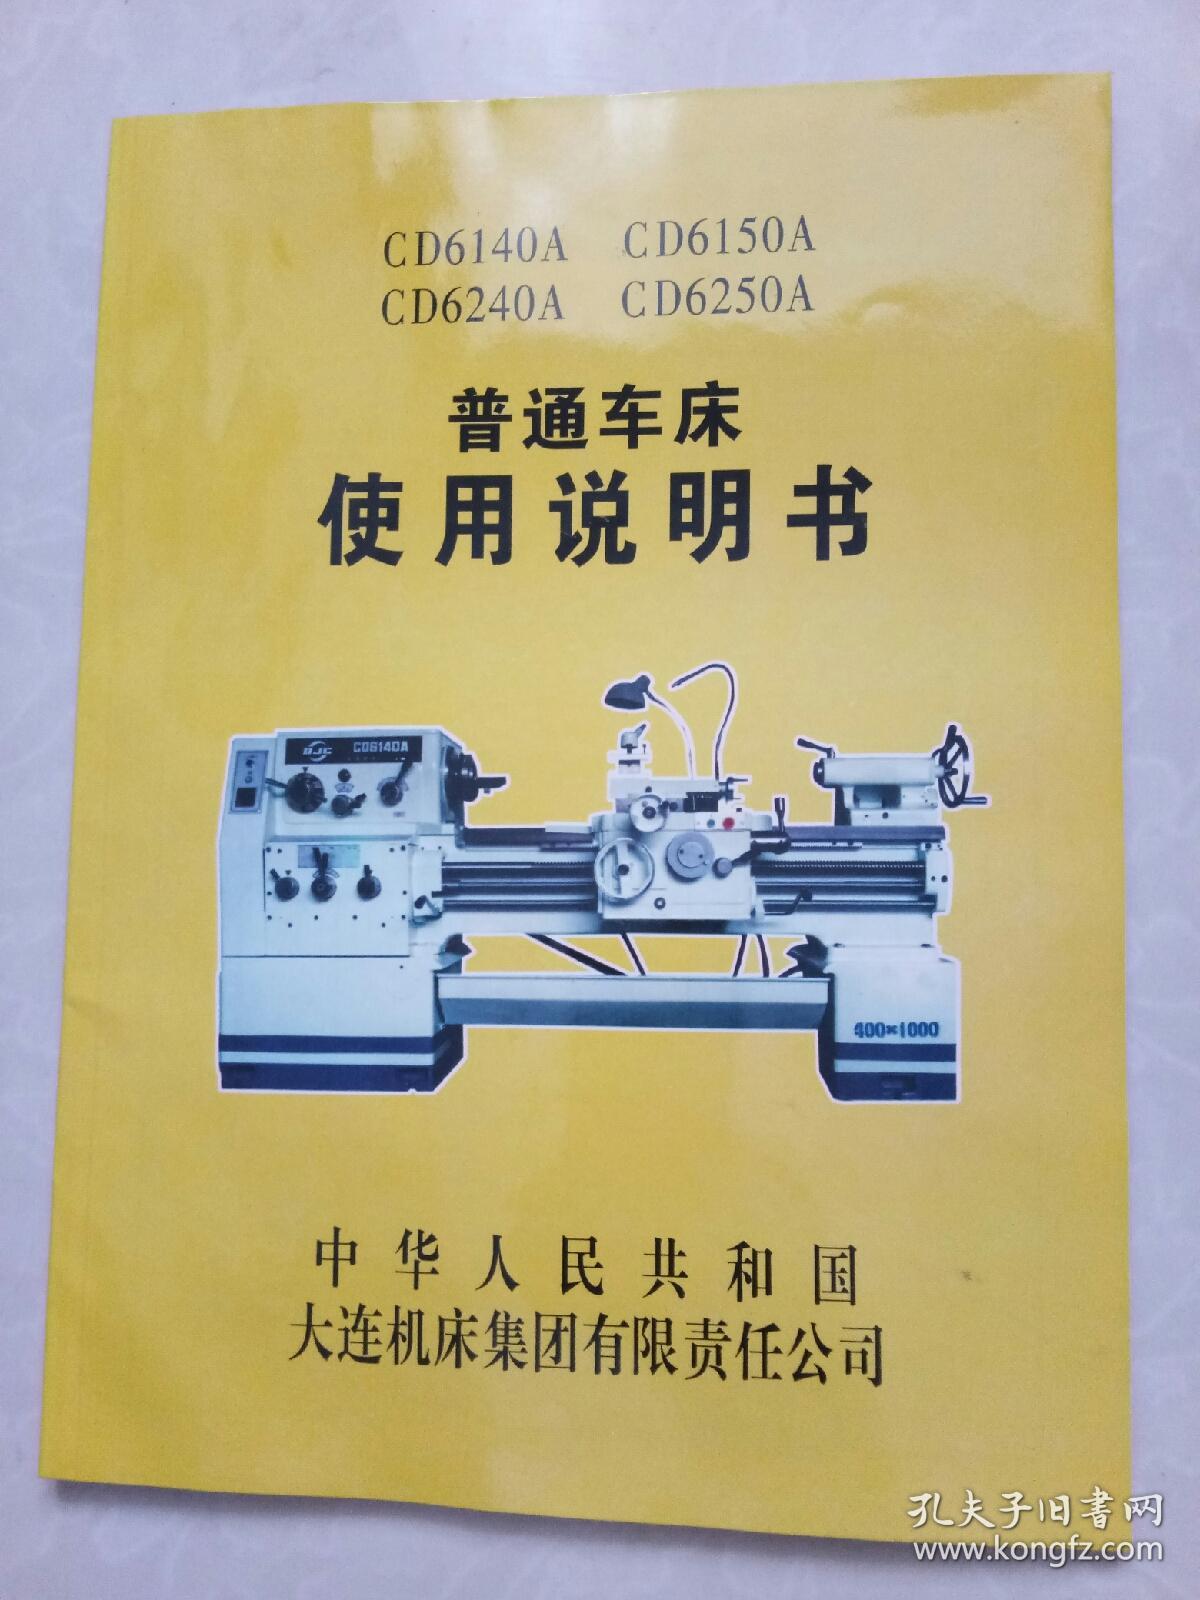 CD6140A CD6150A
CD6240A CD6250A
普通车床
使用说明书
DJC CD6140A
400×1000
中华人民共和国
大连机床集团有限责任公司
孔夫子旧書网
www.kongfz.com